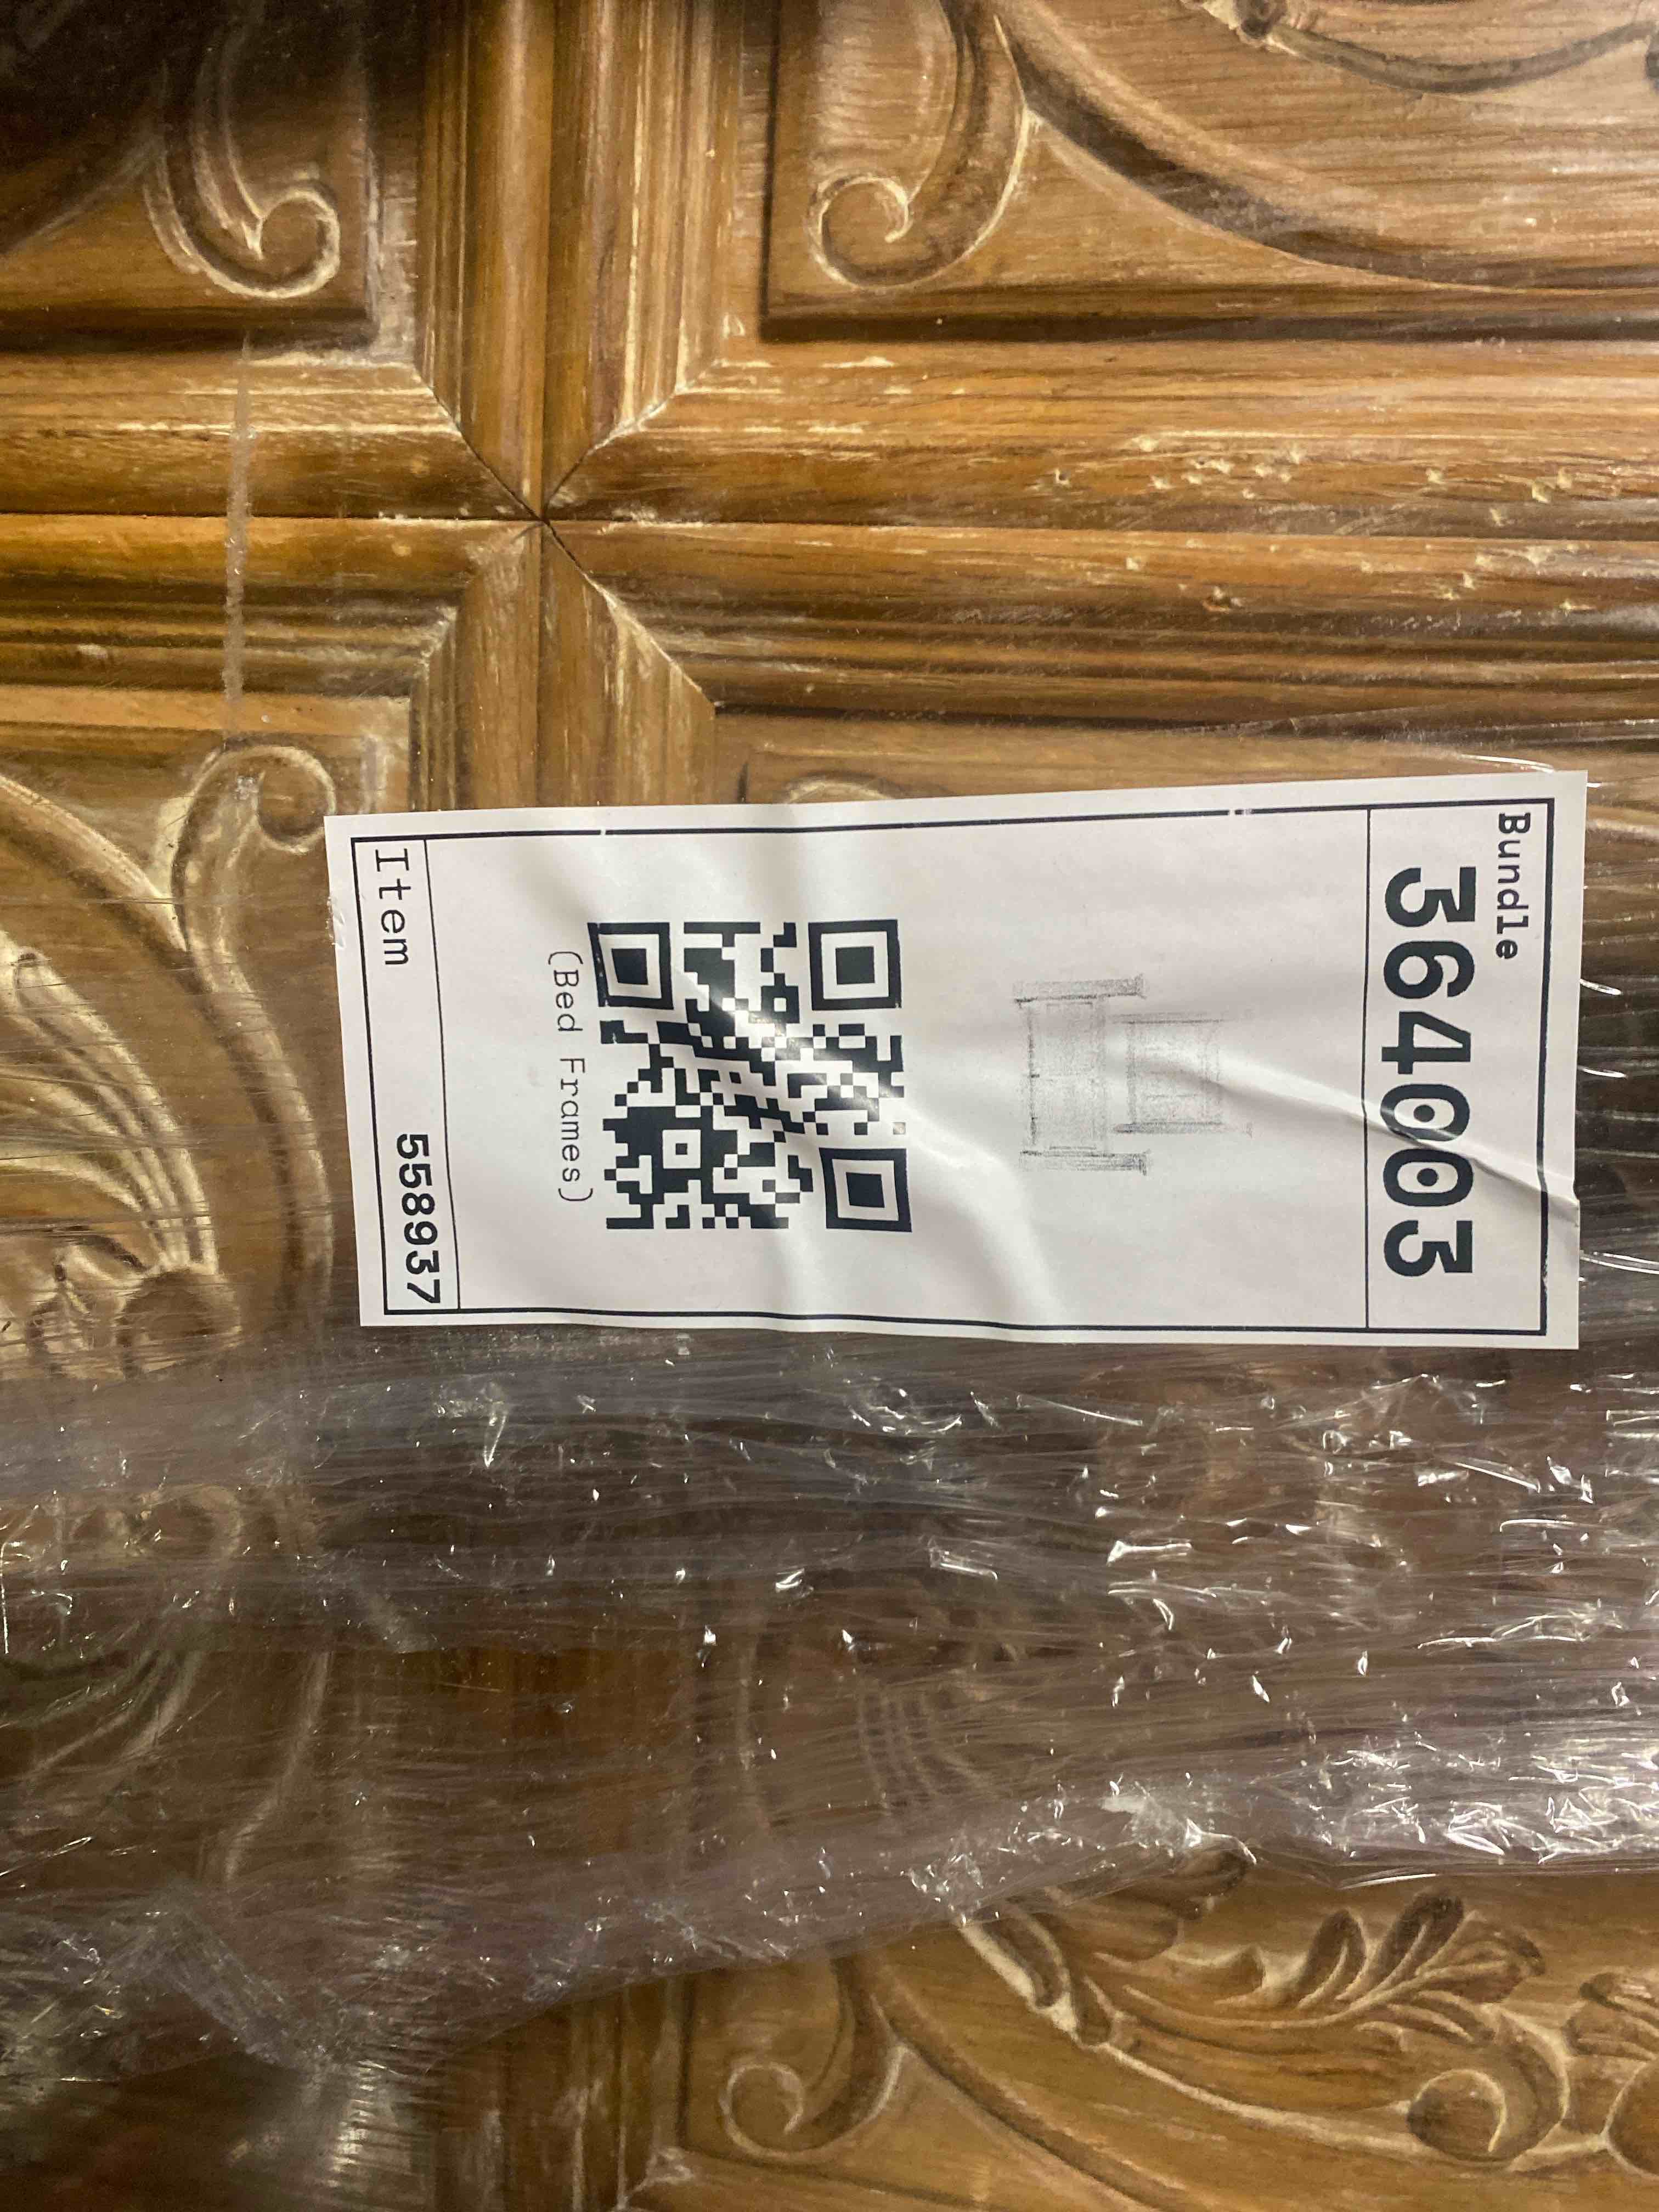 Bundle
364003
(Bed Frames)
Item 558937